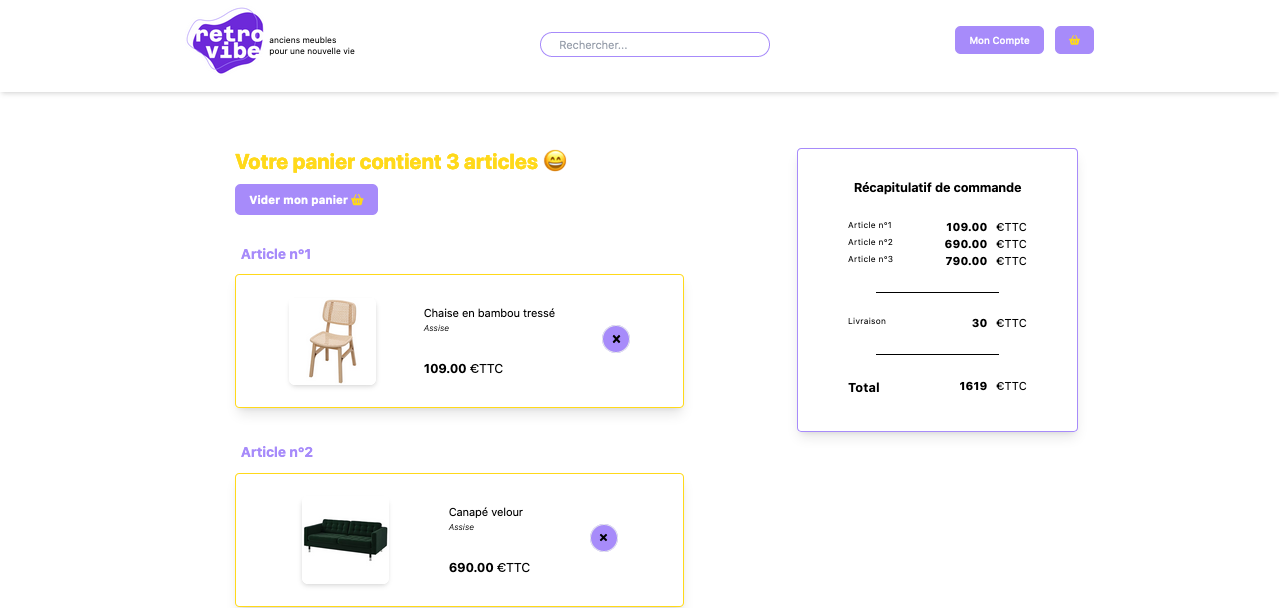 retro
vibe
anciens meubles
pour une nouvelle vie
Rechercher...
Mon Compte
Votre panier contient 3 articles 😄
Vider mon panier
Article n°1
Chaise en bambou tressé
Assise
109.00 €TTC
Article n°2
Canapé velour
Assise
690.00 €TTC
Récapitulatif de commande
Article n°1 109.00 €TTC
Article n°2 690.00 €TTC
Article n°3 790.00 €TTC
Livraison 30 €TTC
Total 1619 €TTC